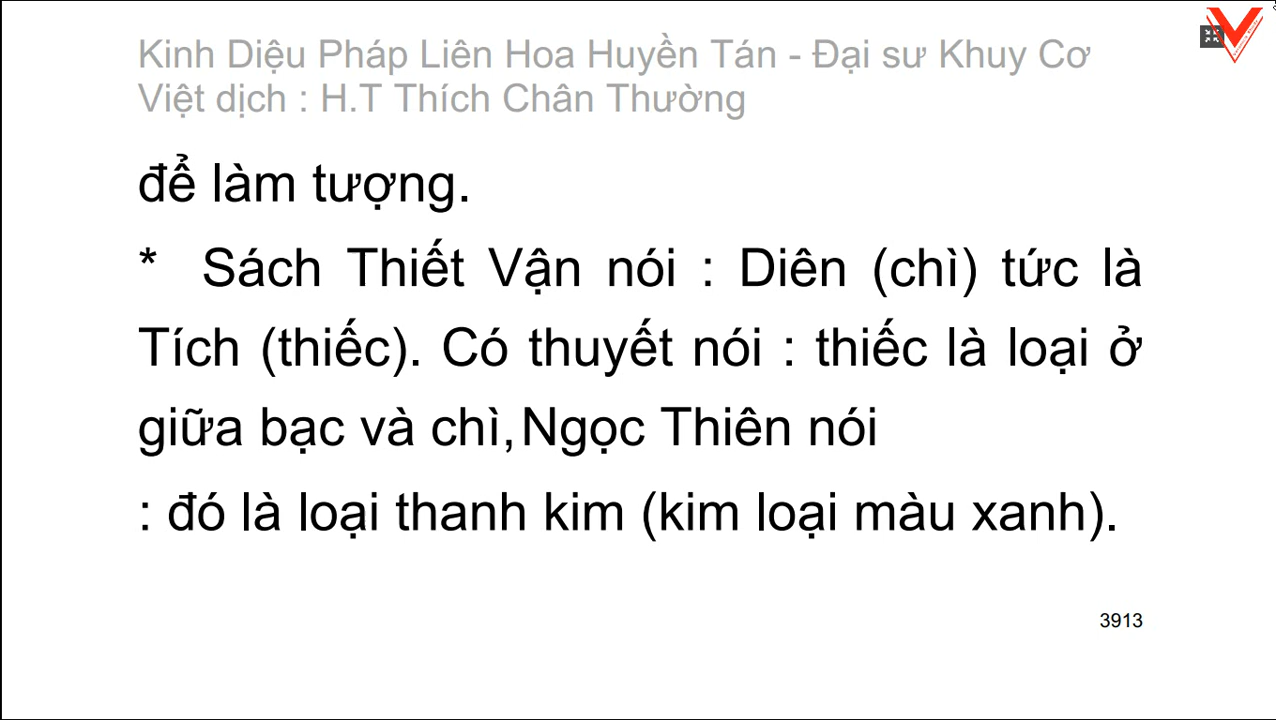 Kinh Diệu Pháp Liên Hoa Huyền Tán - Đại sư Khuy Cơ
Việt dịch : H.T Thích Chân Thường
để làm tượng.
* Sách Thiết Vận nói : Diên (chì) tức là
Tích (thiếc). Có thuyết nói : thiếc là loại ở
giữa bạc và chì,Ngọc Thiên nói
: đó là loại thanh kim (kim loại màu xanh).
3913